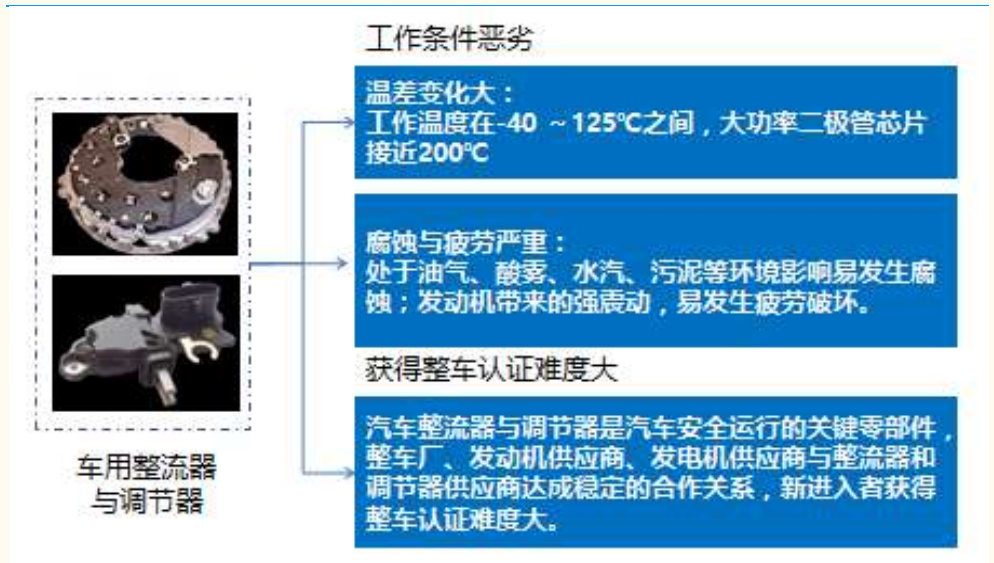 工作条件恶劣
温差变化大：
工作温度在-40 ～125℃之间，大功率二极管芯片
接近200℃
腐蚀与疲劳严重：
处于油气、酸雾、水汽、污泥等环境影响易发生腐
蚀；发动机带来的强震动，易发生疲劳破坏。
获得整车认证难度大
汽车整流器与调节器是汽车安全运行的关键零部件，
整车厂、发动机供应商、发电机供应商与整流器和
调节器供应商达成稳定的合作关系，新进入者获得
整车认证难度大。
车用整流器
与调节器